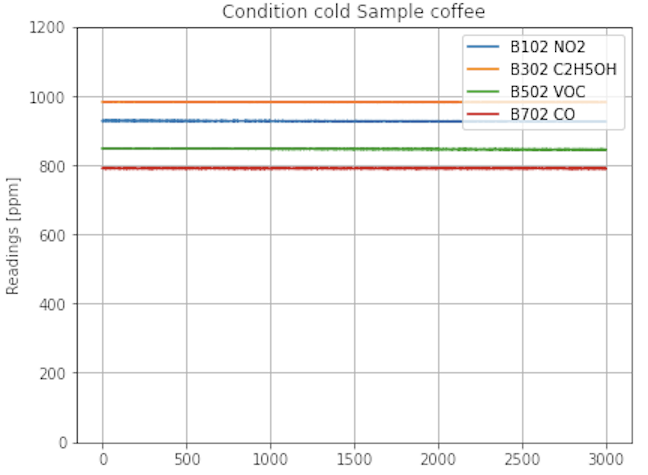 Condition cold Sample coffee
1200
1000
800
600
400
200
0
Readings [ppm]
B102 NO2
B302 C2H5OH
B502 VOC
B702 CO
0 500 1000 1500 2000 2500 3000